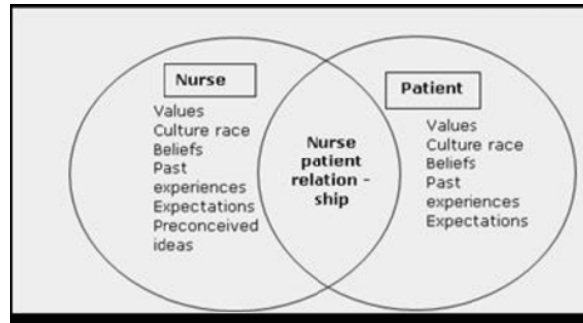 Nurse
Values
Culture race
Beliefs
Past
experiences
Expectations
Preconceived
ideas
Nurse
patient
relation -
ship
Patient
Values
Culture race
Beliefs
Past
experiences
Expectations